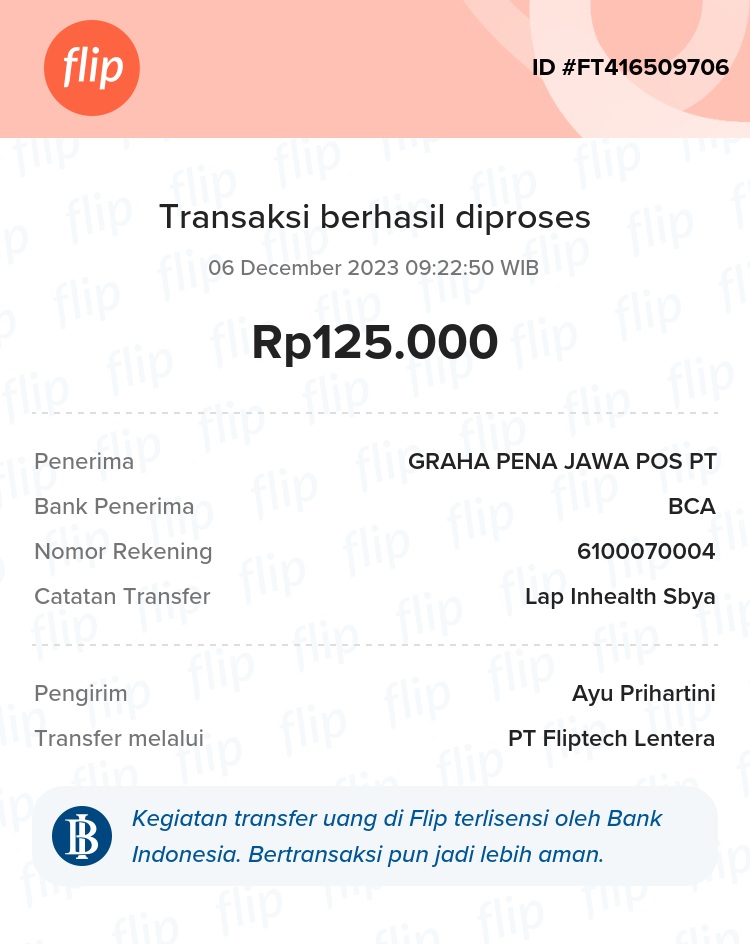 flip
ID #FT416509706
Transaksi berhasil diproses
06 December 2023 09:22:50 WIB
Rp125.000
Penerima GRAHA PENA JAWA POS PT
Bank Penerima BCA
Nomor Rekening 6100070004
Catatan Transfer Lap Inhealth Sbya
Pengirim Ayu Prihartini
Transfer melalui PT Fliptech Lentera
Kegiatan transfer uang di Flip terlisensi oleh Bank
Indonesia. Bertransaksi pun jadi lebih aman.